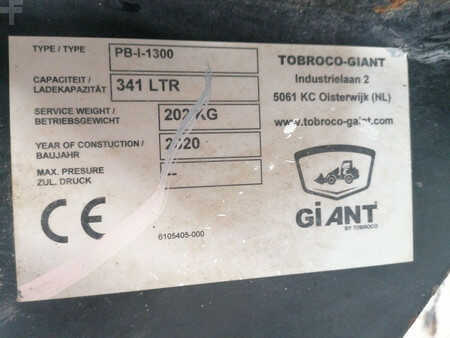 TYPE / TYPE PB-I-1300
CAPACITEIT / LADEKAPAZITÄT 341 LTR
SERVICE WEIGHT / BETRIEBSGEWICHT 202 KG
YEAR OF CONSTUCTION / BAUJAHR 2020
MAX. PRESURE ZUL. DRUCK --
CE
6105405-000
TOBROCO-GIANT
Industrielaan 2
5061 KC Oisterwijk (NL)
www.tobroco-giant.com
GiANT
BY TOBROCO